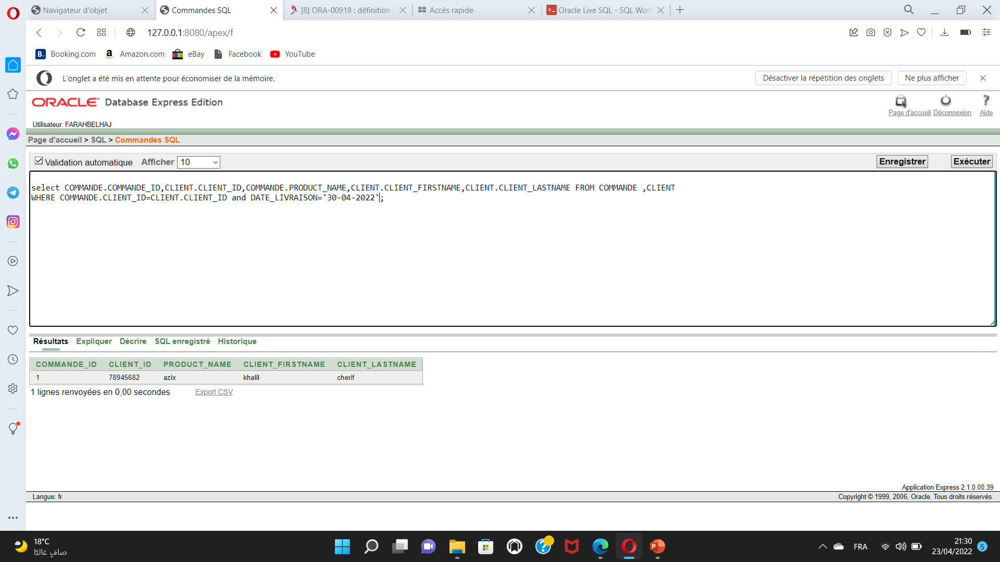 Navigateur d'objet
Commandes SQL
[8] ORA-00918 : définition
Accès rapide
Oracle Live SQL - SQL Wor
127.0.0.1:8080/apex/f
Booking.com
Amazon.com
eBay
Facebook
YouTube
L'onglet a été mis en attente pour économiser de la mémoire.
Désactiver la répétition des onglets
Ne plus afficher
ORACLE Database Express Edition
Page d'accueil
Déconnexion
Aide
Utilisateur: FARAHBELHAJ
Page d'accueil > SQL > Commandes SQL
Validation automatique
Afficher 10
Enregistrer
Exécuter
select COMMANDE.COMMANDE_ID,CLIENT.CLIENT_ID,COMMANDE.PRODUCT_NAME,CLIENT.CLIENT_FIRSTNAME,CLIENT.CLIENT_LASTNAME FROM COMMANDE ,CLIENT
WHERE COMMANDE.CLIENT_ID=CLIENT.CLIENT_ID and DATE_LIVRAISON='30-04-2022';
Résultats Expliquer Décrire SQL enregistré Historique
COMMANDE_ID CLIENT_ID PRODUCT_NAME CLIENT_FIRSTNAME CLIENT_LASTNAME
1 78945682 azix khalil cherif
1 lignes renvoyées en 0,00 secondes
Export CSV
Application Express 2.1.0.00.39
Langue: fr
Copyright © 1999, 2006, Oracle. Tous droits réservés.
18°C
صافٍ غالبًا
FRA
21:30
23/04/2022
5